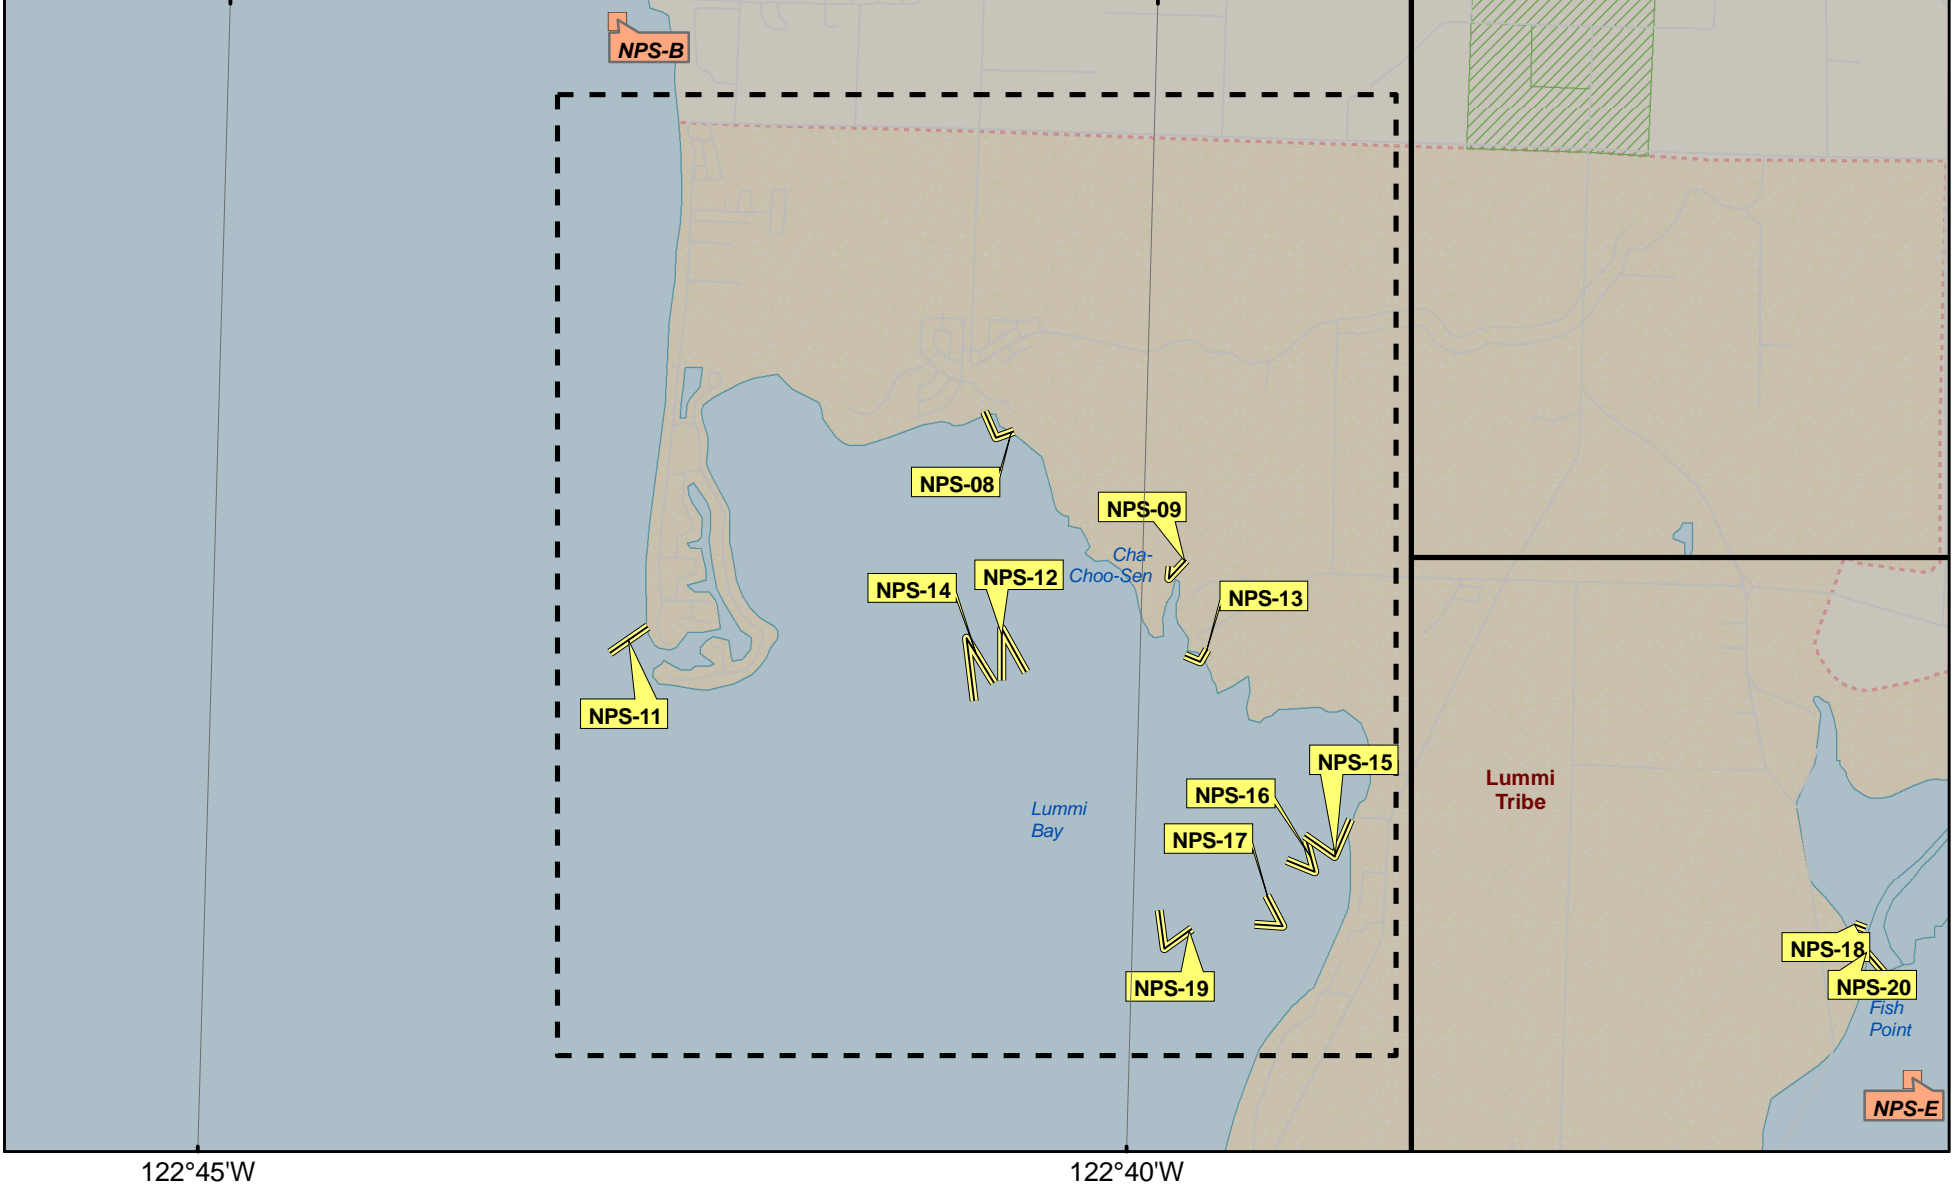 NPS-B
NPS-08
NPS-09
Cha-
Choo-Sen
NPS-12
NPS-14
NPS-13
NPS-11
NPS-15
NPS-16
NPS-17
Lummi
Bay
Lummi
Tribe
NPS-19
NPS-18
NPS-20
Fish
Point
NPS-E
122°45'W
122°40'W